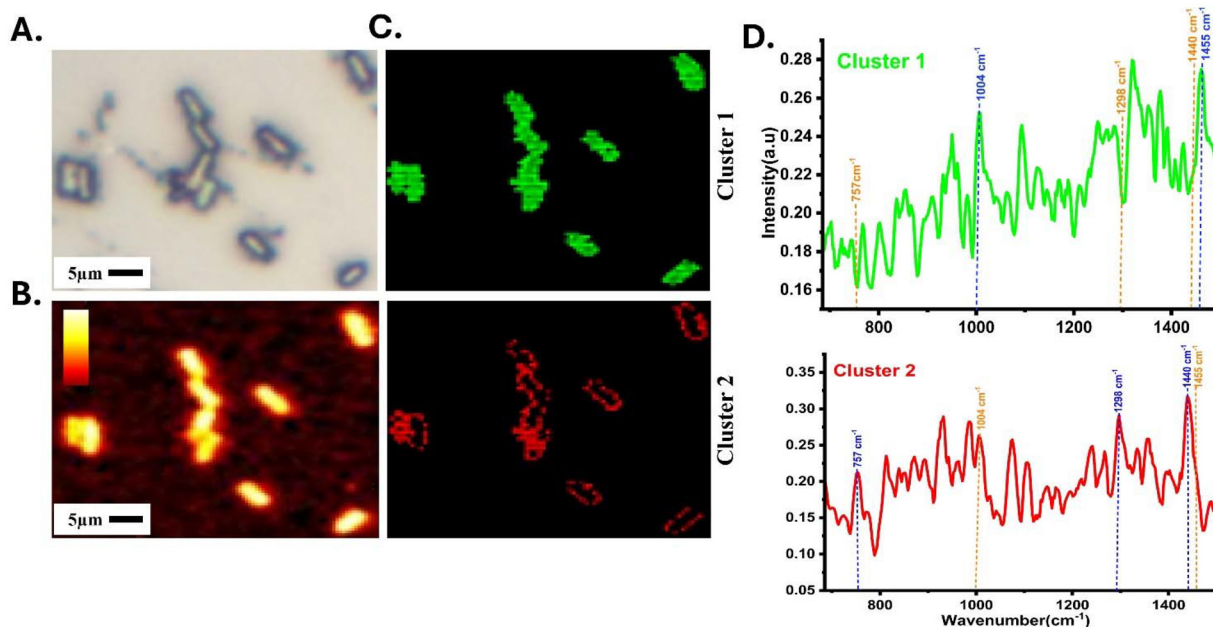 A.
5µm
B.
5µm
C.
Cluster 1
Cluster 2
D.
Cluster 1
757cm⁻¹
1004 cm⁻¹
1298 cm⁻¹
1440 cm⁻¹
1455 cm⁻¹
Intensity(a.u)
0.28
0.26
0.24
0.22
0.20
0.18
0.16
800
1000
1200
1400
Cluster 2
757 cm⁻¹
1004 cm⁻¹
1298 cm⁻¹
1440 cm⁻¹
1455 cm⁻¹
0.35
0.30
0.25
0.20
0.15
0.10
0.05
800
1000
1200
1400
Wavenumber(cm⁻¹)